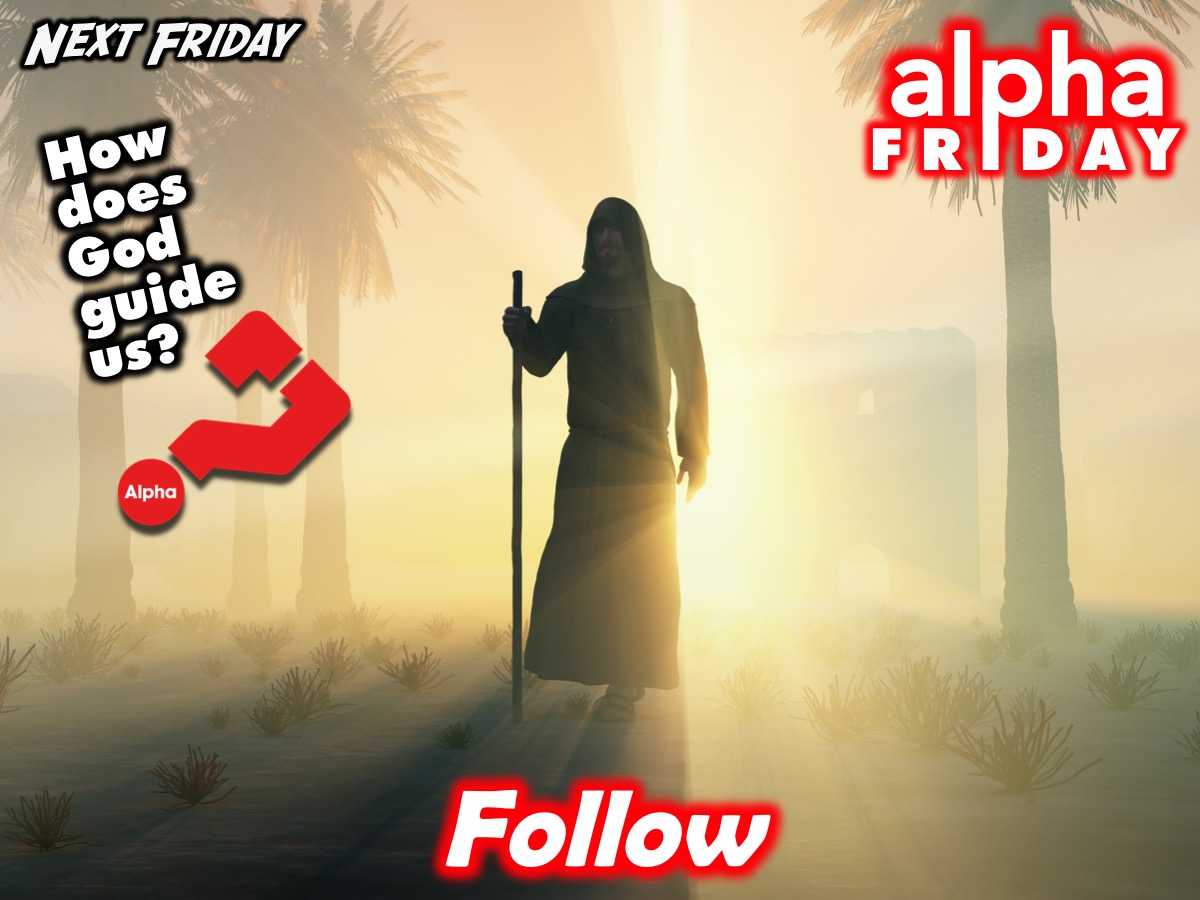 Next Friday
alpha
FRIDAY
How
does
God
guide
us?
Alpha
Follow